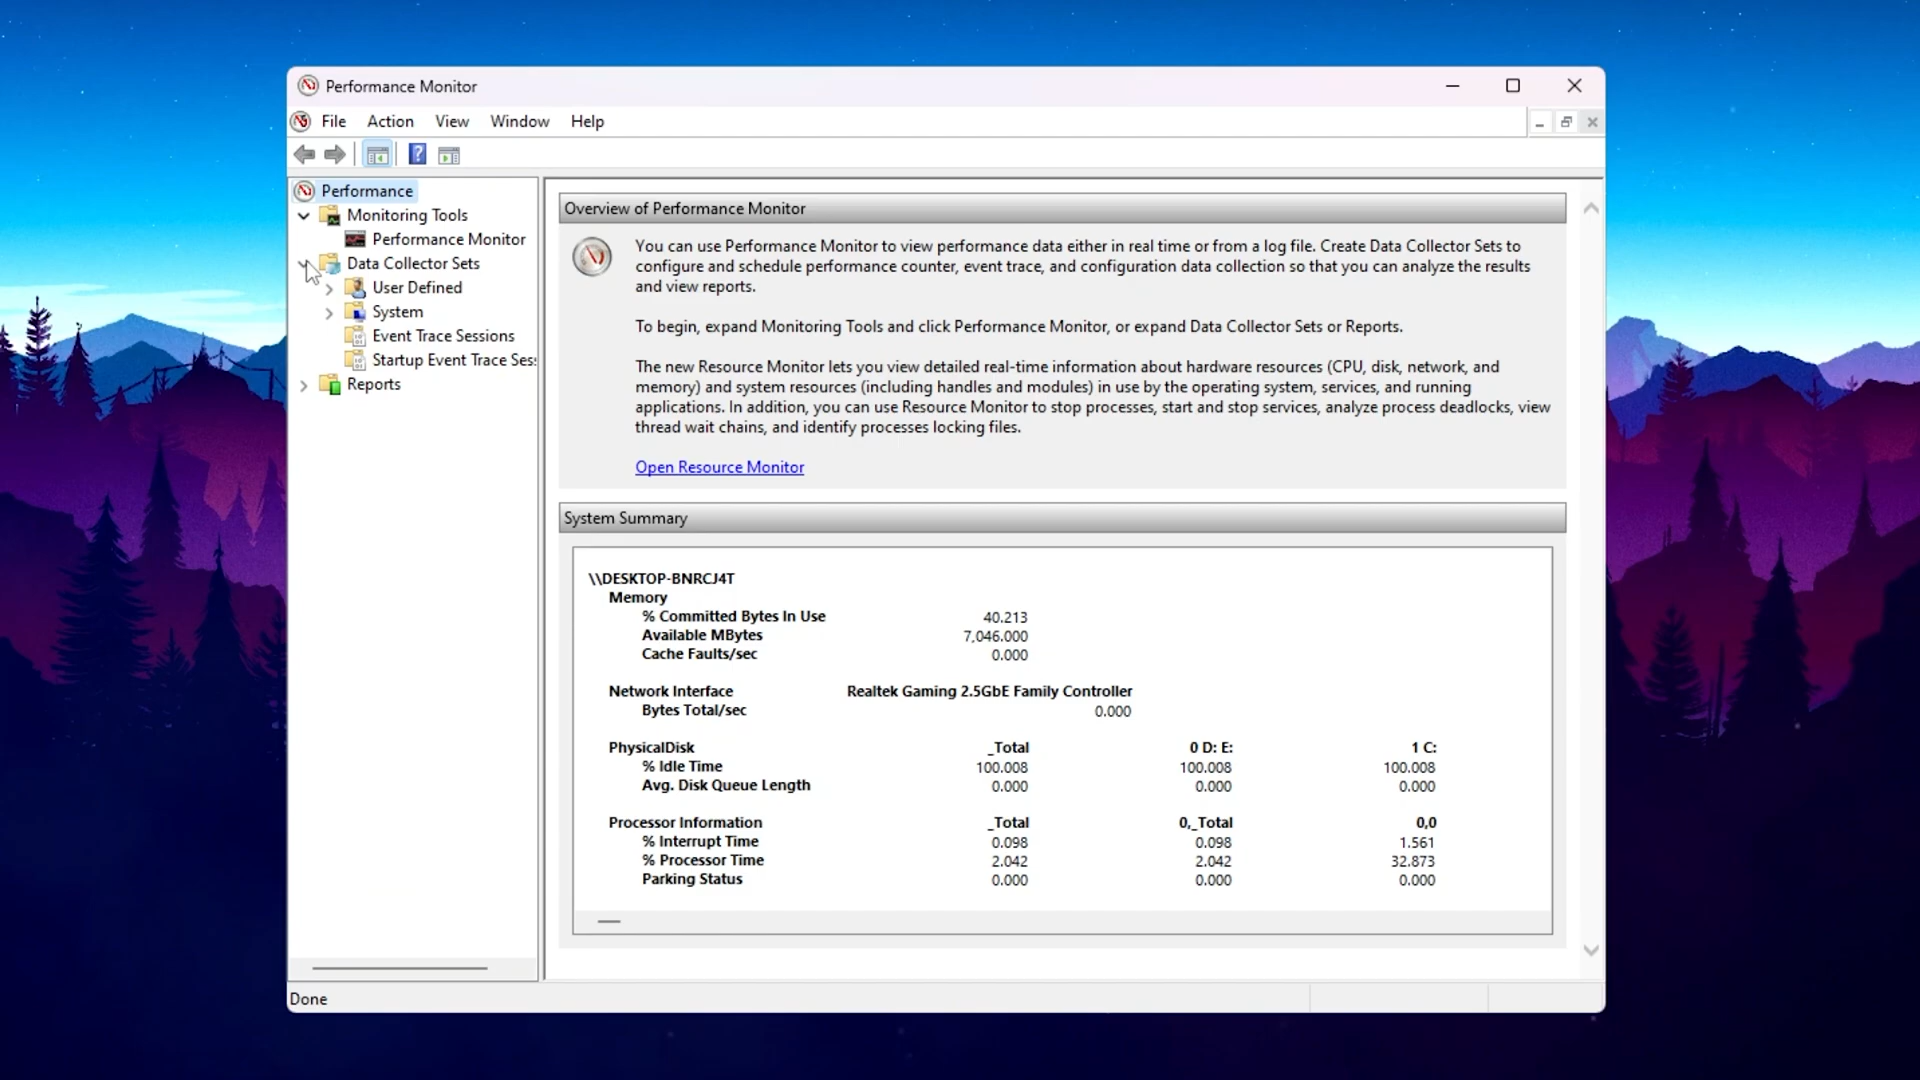 Performance Monitor
File Action View Window Help
Performance
Monitoring Tools
Performance Monitor
Data Collector Sets
User Defined
System
Event Trace Sessions
Startup Event Trace Ses
Reports
Overview of Performance Monitor
You can use Performance Monitor to view performance data either in real time or from a log file. Create Data Collector Sets to
configure and schedule performance counter, event trace, and configuration data collection so that you can analyze the results
and view reports.
To begin, expand Monitoring Tools and click Performance Monitor, or expand Data Collector Sets or Reports.
The new Resource Monitor lets you view detailed real-time information about hardware resources (CPU, disk, network, and
memory) and system resources (including handles and modules) in use by the operating system, services, and running
applications. In addition, you can use Resource Monitor to stop processes, start and stop services, analyze process deadlocks, view
thread wait chains, and identify processes locking files.
Open Resource Monitor
System Summary
\\DESKTOP-BNRCJ4T
Memory
% Committed Bytes In Use 40.213
Available MBytes 7,046.000
Cache Faults/sec 0.000
Network Interface Realtek Gaming 2.5GbE Family Controller
Bytes Total/sec 0.000
PhysicalDisk _Total 0 D: E: 1 C:
% Idle Time 100.008 100.008 100.008
Avg. Disk Queue Length 0.000 0.000 0.000
Processor Information _Total 0,_Total 0,0
% Interrupt Time 0.098 0.098 1.561
% Processor Time 2.042 2.042 32.873
Parking Status 0.000 0.000 0.000
Done